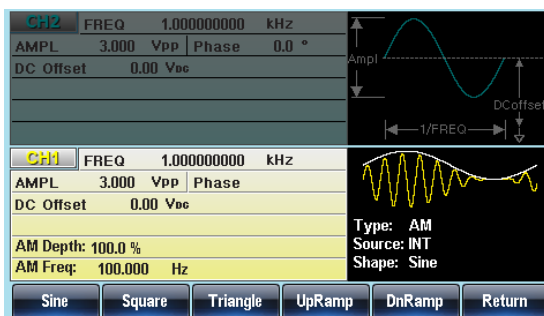 CH2 FREQ 1.000000000 kHz
AMPL 3.000 Vpp Phase 0.0 °
DC Offset 0.00 VDC
Ampl
DCoffset
1/FREQ
CH1 FREQ 1.000000000 kHz
AMPL 3.000 Vpp Phase
DC Offset 0.00 VDC
AM Depth: 100.0 %
AM Freq: 100.000 Hz
Type: AM
Source: INT
Shape: Sine
Sine Square Triangle UpRamp DnRamp Return